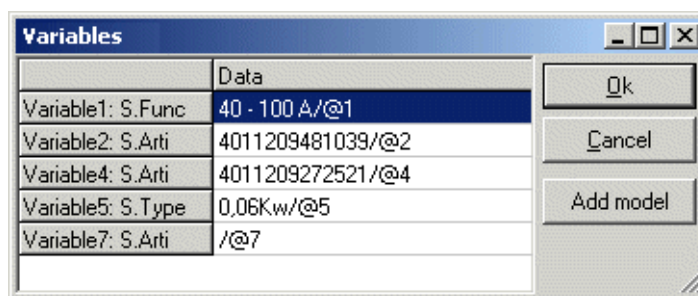 Variables
Data
Ok
Variable1: S.Func 40 - 100 A/@1
Variable2: S.Arti 4011209481039/@2
Cancel
Variable4: S.Arti 4011209272521/@4
Variable5: S.Type 0,06Kw/@5
Add model
Variable7: S.Arti /@7